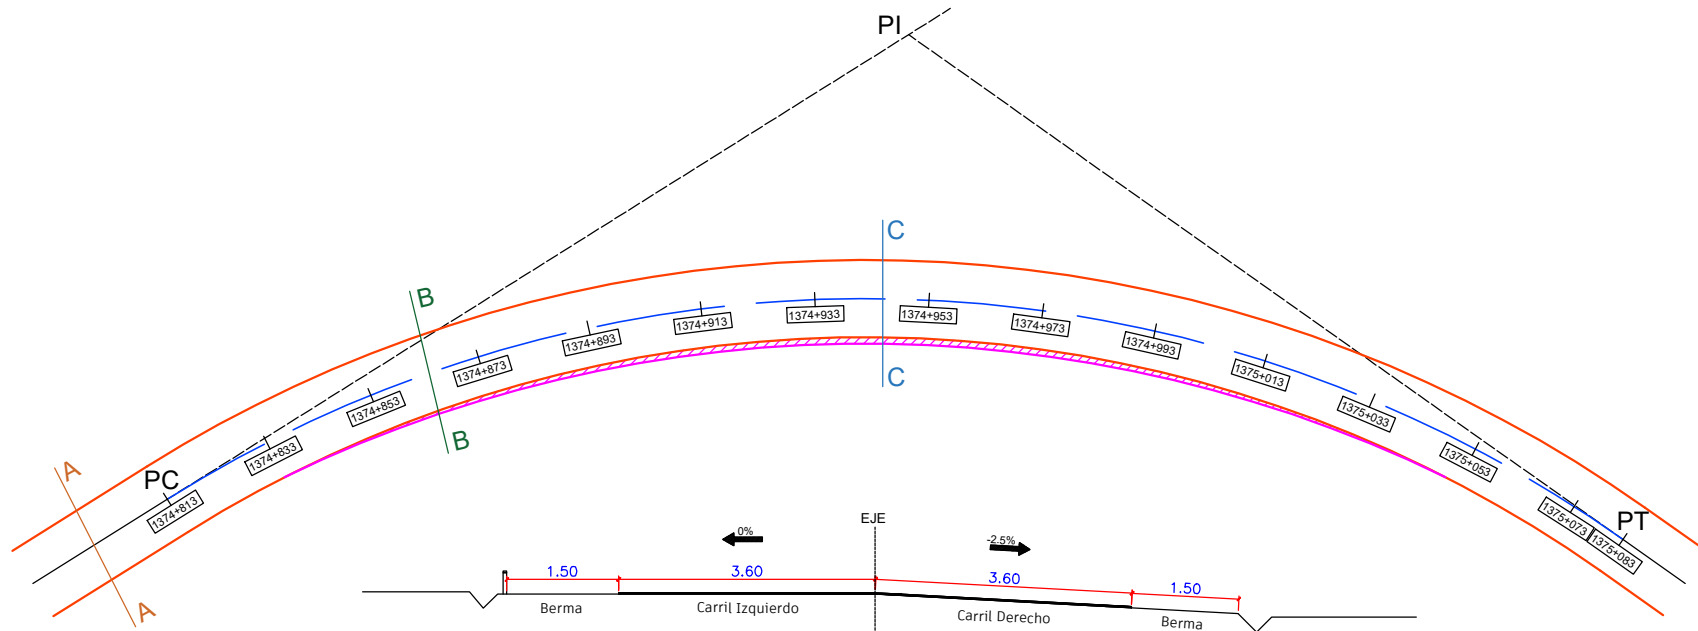 PI
C
B
1374+933
1374+953
1374+913
1374+973
1374+893
1374+993
1374+873
1375+013
C
1374+853
1375+033
B
1374+833
1375+053
A
PC
1374+813
1375+073
PT
1375+083
EJE
0%
-2.5%
1.50
3.60
3.60
1.50
A
Berma
Carril Izquierdo
Carril Derecho
Berma